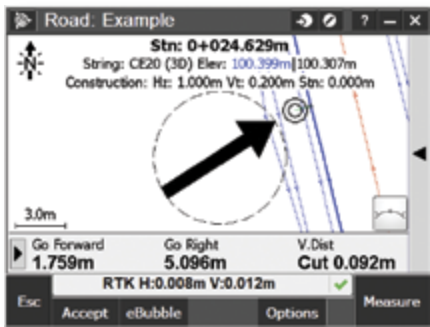 Road: Example
? – ×
Stn: 0+024.629m
String: CE20 (3D) Elev: 100.399m|100.307m
Construction: Hz: 1.000m Vt: 0.200m Stn: 0.000m
N
3.0m
Go Forward Go Right V.Dist
1.759m 5.096m Cut 0.092m
RTK H:0.008m V:0.012m
Esc Accept eBubble Options Measure